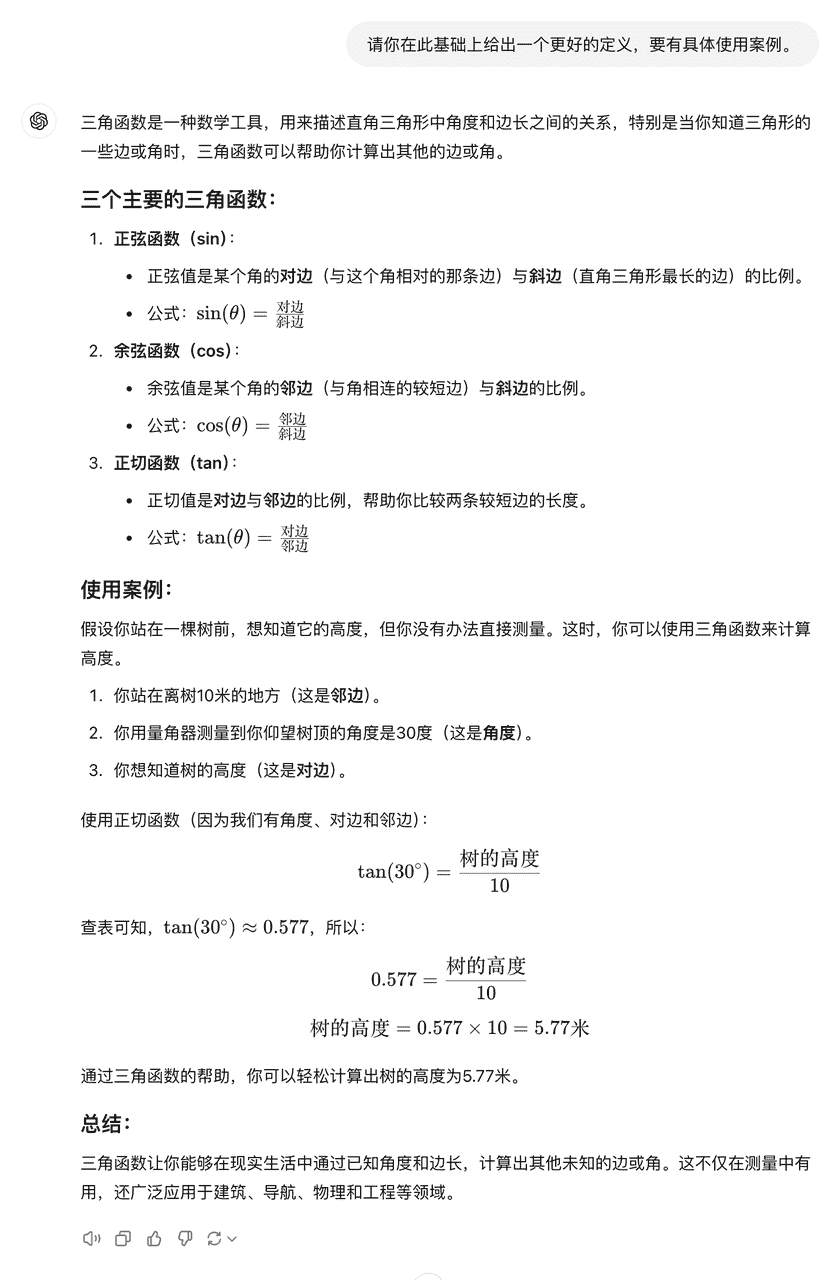 请你在此基础上给出一个更好的定义，要有具体使用案例。
三角函数是一种数学工具，用来描述直角三角形中角度和边长之间的关系，特别是当你知道三角形的
一些边或角时，三角函数可以帮助你计算出其他的边或角。
三个主要的三角函数：
1. 正弦函数（sin）：
• 正弦值是某个角的对边（与这个角相对的那条边）与斜边（直角三角形最长的边）的比例。
• 公式：sin(θ) = 对边/斜边
2. 余弦函数（cos）：
• 余弦值是某个角的邻边（与角相连的较短边）与斜边的比例。
• 公式：cos(θ) = 邻边/斜边
3. 正切函数（tan）：
• 正切值是对边与邻边的比例，帮助你比较两条较短边的长度。
• 公式：tan(θ) = 对边/邻边
使用案例：
假设你站在一棵树前，想知道它的高度，但你没有办法直接测量。这时，你可以使用三角函数来计算
高度。
1. 你站在离树10米的地方（这是邻边）。
2. 你用量角器测量到你仰望树顶的角度是30度（这是角度）。
3. 你想知道树的高度（这是对边）。
使用正切函数（因为我们有角度、对边和邻边）：
tan(30°) = 树的高度/10
查表可知，tan(30°) ≈ 0.577，所以：
0.577 = 树的高度/10
树的高度 = 0.577 × 10 = 5.77米
通过三角函数的帮助，你可以轻松计算出树的高度为5.77米。
总结：
三角函数让你能够在现实生活中通过已知角度和边长，计算出其他未知的边或角。这不仅在测量中有
用，还广泛应用于建筑、导航、物理和工程等领域。